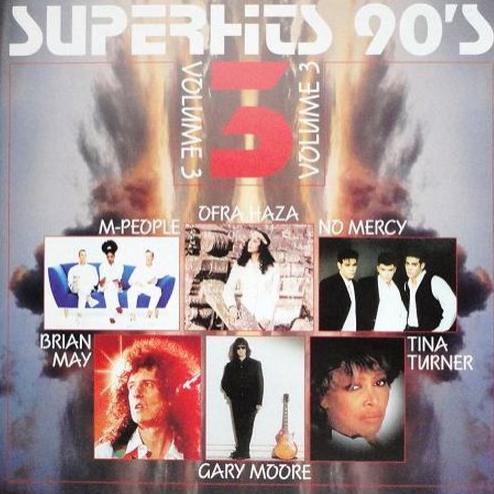 SUPERHITS 90'S
VOLUME 3
3
VOLUME 3
M-PEOPLE
OFRA HAZA
NO MERCY
BRIAN
MAY
TINA
TURNER
GARY MOORE